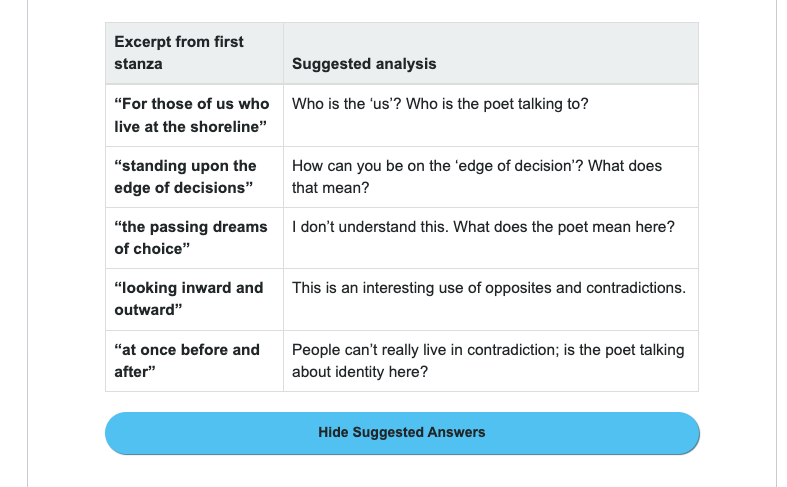 Excerpt from first
stanza
Suggested analysis
“For those of us who
live at the shoreline”
Who is the ‘us’? Who is the poet talking to?
“standing upon the
edge of decisions”
How can you be on the ‘edge of decision’? What does
that mean?
“the passing dreams
of choice”
I don’t understand this. What does the poet mean here?
“looking inward and
outward”
This is an interesting use of opposites and contradictions.
“at once before and
after”
People can’t really live in contradiction; is the poet talking
about identity here?
Hide Suggested Answers